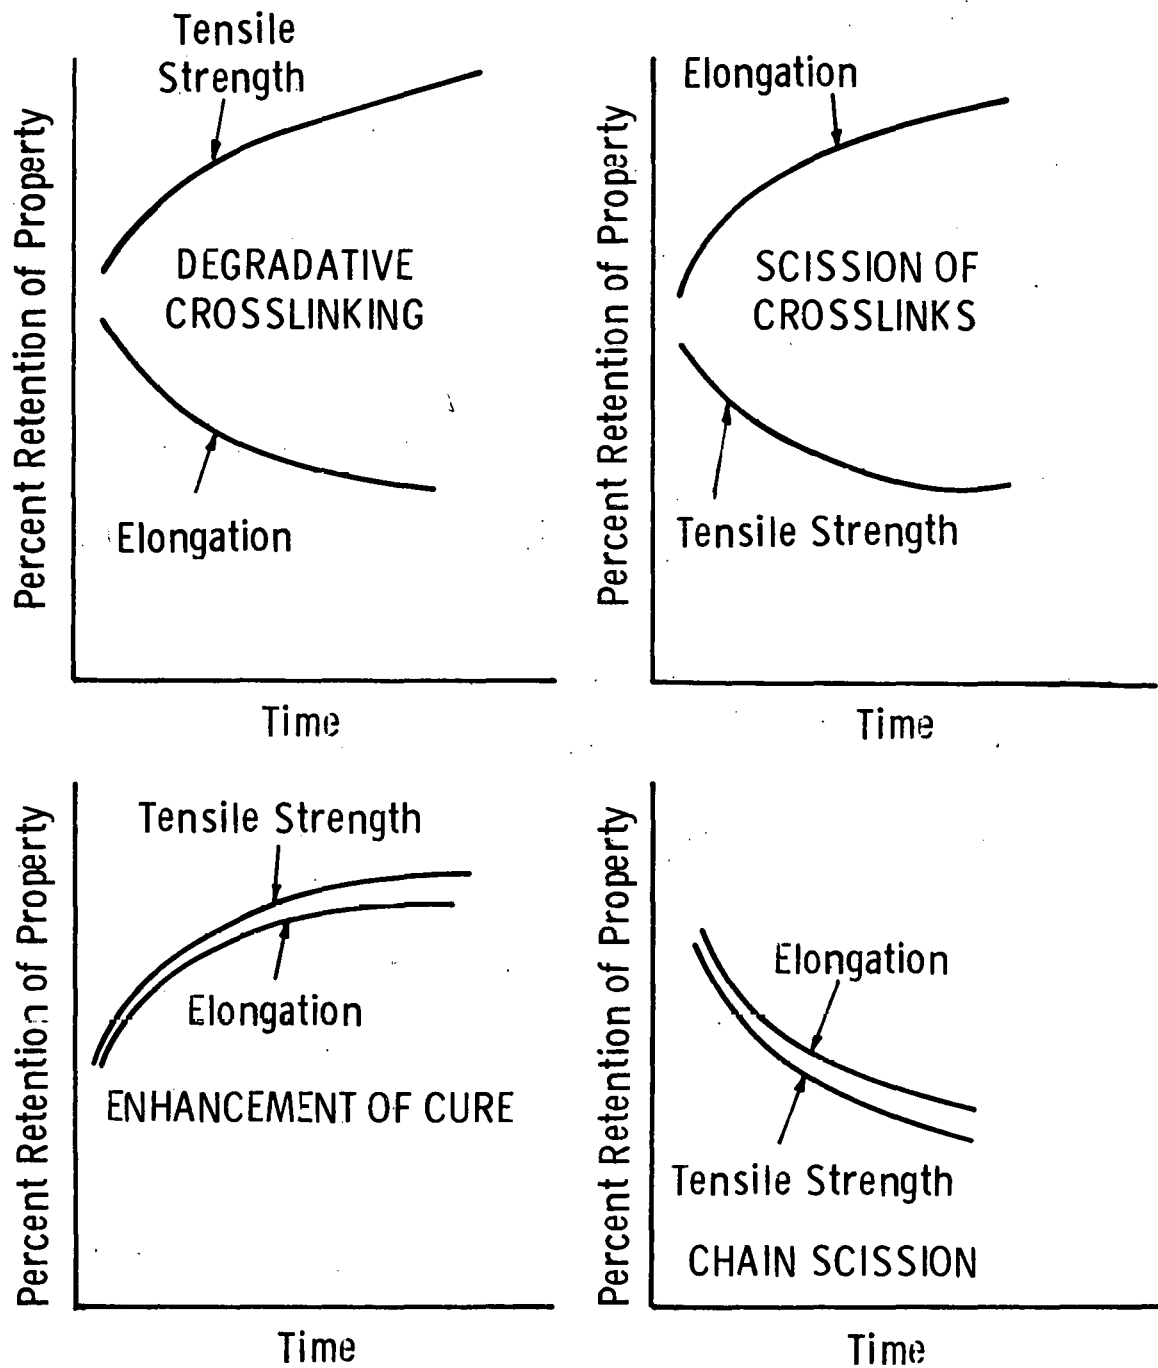 Tensile
Strength
Percent Retention of Property
DEGRADATIVE
CROSSLINKING
Elongation
Time
Elongation
Percent Retention of Property
SCISSION OF
CROSSLINKS
Tensile Strength
Time
Tensile Strength
Percent Retention of Property
Elongation
ENHANCEMENT OF CURE
Time
Percent Retention of Property
Elongation
Tensile Strength
CHAIN SCISSION
Time